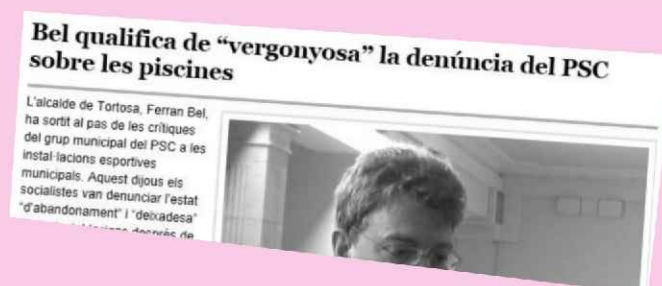 Bel qualifica de “vergonyosa” la denúncia del PSC
sobre les piscines
L'alcalde de Tortosa, Ferran Bel,
ha sortit al pas de les crítiques
del grup municipal del PSC a les
instal·lacions esportives
municipals. Aquest dijous els
socialistes van denunciar l'estat
“d'abandonament” i “deixadesa”
després de